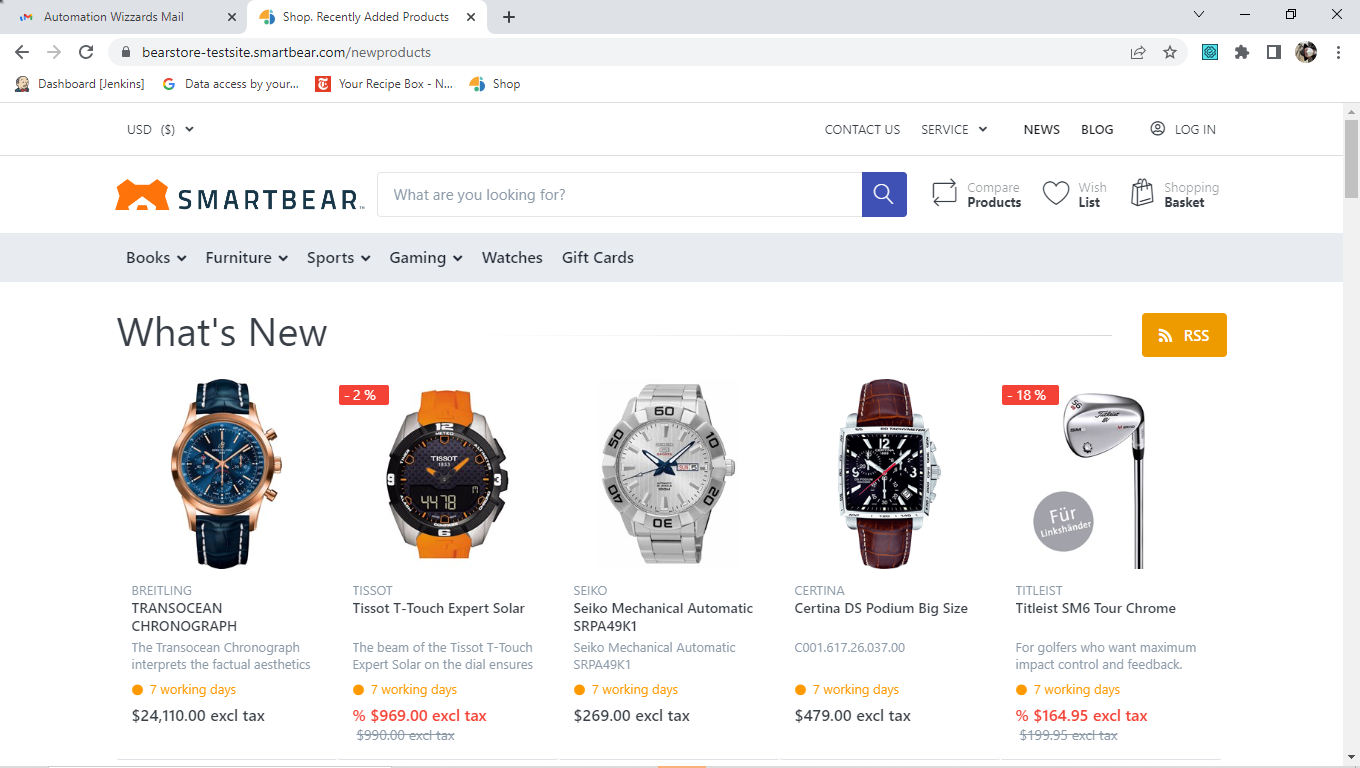 Automation Wizzards Mail
Shop. Recently Added Products
bearstore-testsite.smartbear.com/newproducts
Dashboard [Jenkins]
Data access by your...
Your Recipe Box - N...
Shop
USD ($)
CONTACT US
SERVICE
NEWS
BLOG
LOG IN
SMARTBEAR™
What are you looking for?
Compare
Products
Wish
List
Shopping
Basket
Books
Furniture
Sports
Gaming
Watches
Gift Cards
What's New
RSS
- 2 %
- 18 %
TISSOT
1853
4478
Titleist
Für
Linkshänder
BREITLING
TRANSOCEAN
CHRONOGRAPH
The Transocean Chronograph
interprets the factual aesthetics
7 working days
$24,110.00 excl tax
TISSOT
Tissot T-Touch Expert Solar
The beam of the Tissot T-Touch
Expert Solar on the dial ensures
7 working days
% $969.00 excl tax
$990.00 excl tax
SEIKO
Seiko Mechanical Automatic
SRPA49K1
Seiko Mechanical Automatic
SRPA49K1
7 working days
$269.00 excl tax
CERTINA
Certina DS Podium Big Size
C001.617.26.037.00
7 working days
$479.00 excl tax
TITLEIST
Titleist SM6 Tour Chrome
For golfers who want maximum
impact control and feedback.
7 working days
% $164.95 excl tax
$199.95 excl tax